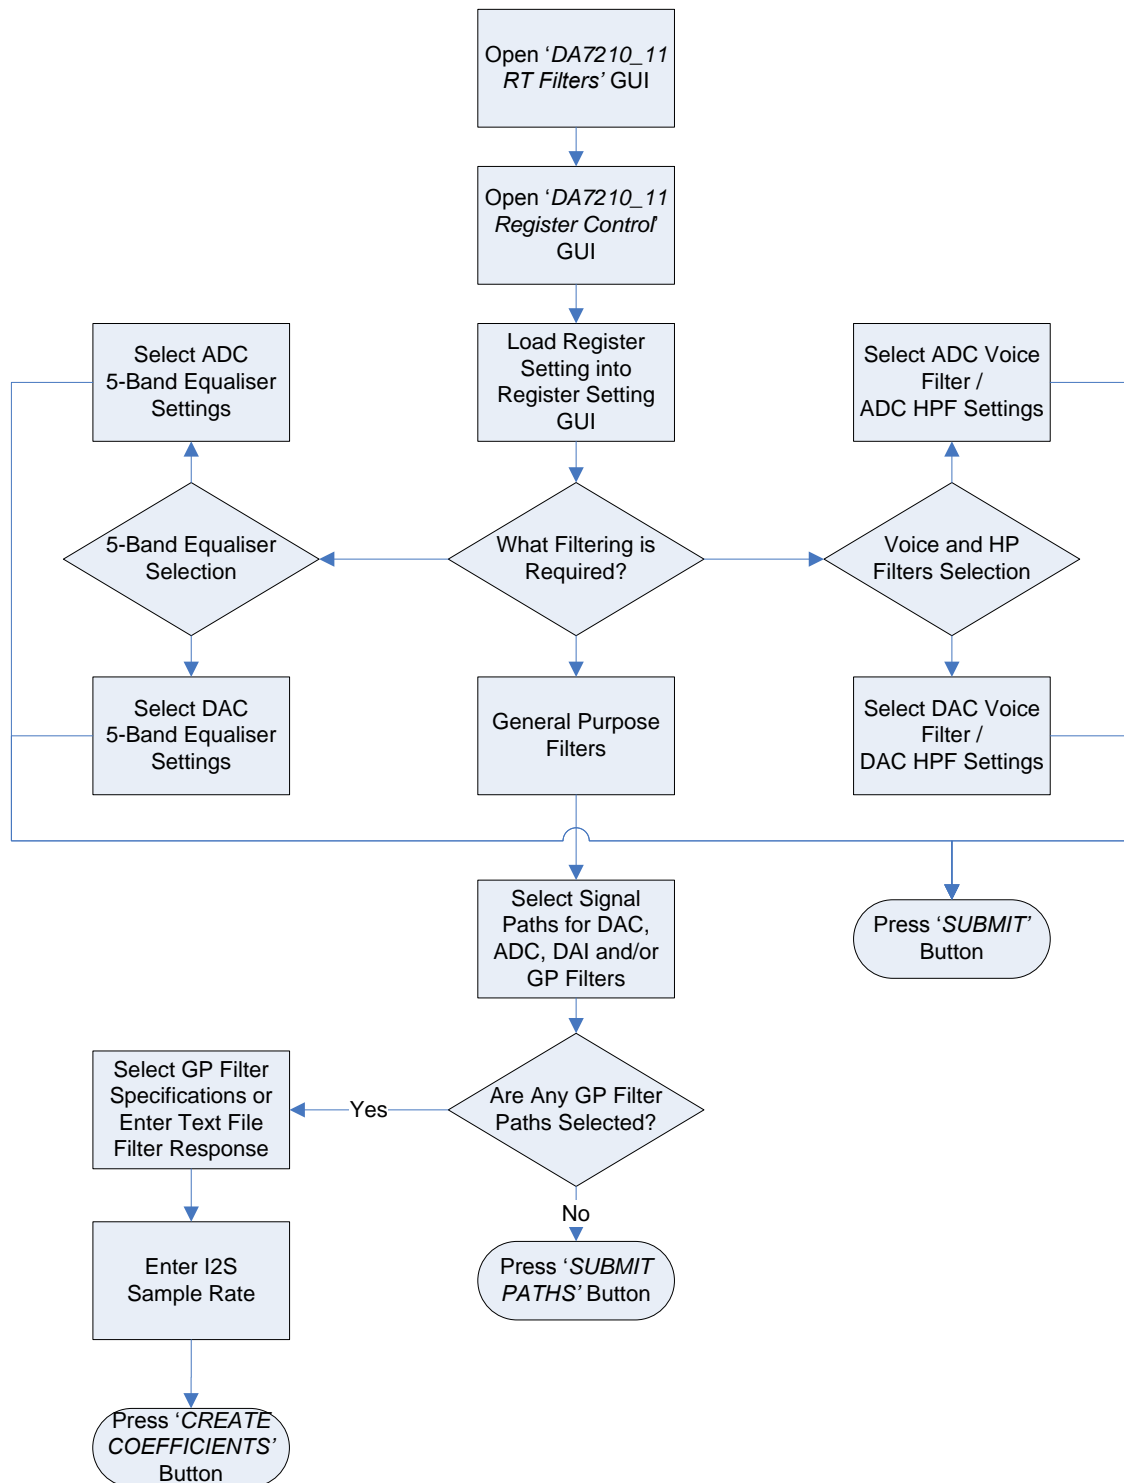 Open ‘DA7210_11
RT Filters’ GUI
Open ‘DA7210_11
Register Control’
GUI
Select ADC
5-Band Equaliser
Settings
Load Register
Setting into
Register Setting
GUI
Select ADC Voice
Filter /
ADC HPF Settings
5-Band Equaliser
Selection
What Filtering is
Required?
Voice and HP
Filters Selection
Select DAC
5-Band Equaliser
Settings
General Purpose
Filters
Select DAC Voice
Filter /
DAC HPF Settings
Select Signal
Paths for DAC,
ADC, DAI and/or
GP Filters
Press ‘SUBMIT’
Button
Select GP Filter
Specifications or
Enter Text File
Filter Response
Yes
Are Any GP Filter
Paths Selected?
No
Enter I2S
Sample Rate
Press ‘SUBMIT
PATHS’ Button
Press ‘CREATE
COEFFICIENTS’
Button